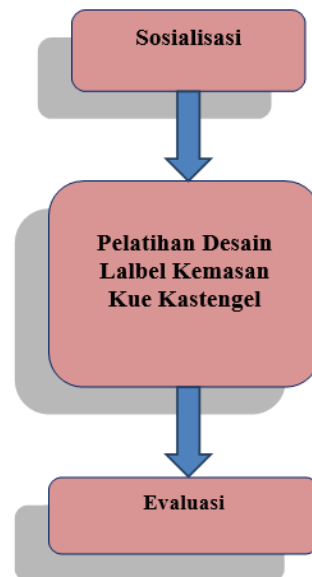 Sosialisasi
Pelatihan Desain
Lalbel Kemasan
Kue Kastengel
Evaluasi